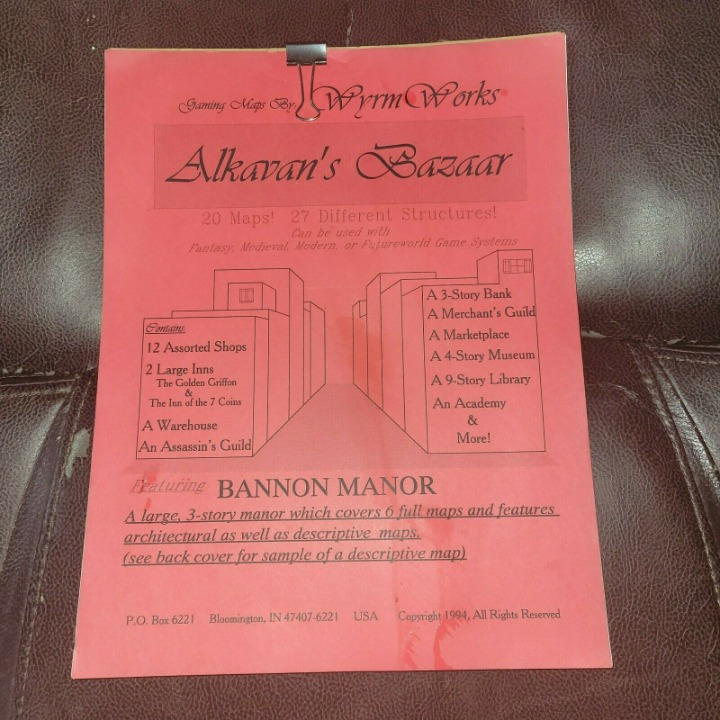 Gaming Maps By WyrmWorks
Alkavan's Bazaar
20 Maps! 27 Different Structures!
Can be used with
Fantasy, Medieval, Modern, or Futureworld Game Systems
Contains:
12 Assorted Shops
2 Large Inns
The Golden Griffon
&
The Inn of the 7 Coins
A Warehouse
An Assassin's Guild
A 3-Story Bank
A Merchant's Guild
A Marketplace
A 4-Story Museum
A 9-Story Library
An Academy
&
More!
Featuring BANNON MANOR
A large, 3-story manor which covers 6 full maps and features
architectural as well as descriptive maps.
(see back cover for sample of a descriptive map)
P.O. Box 6221 Bloomington, IN 47407-6221 USA Copyright 1994, All Rights Reserved